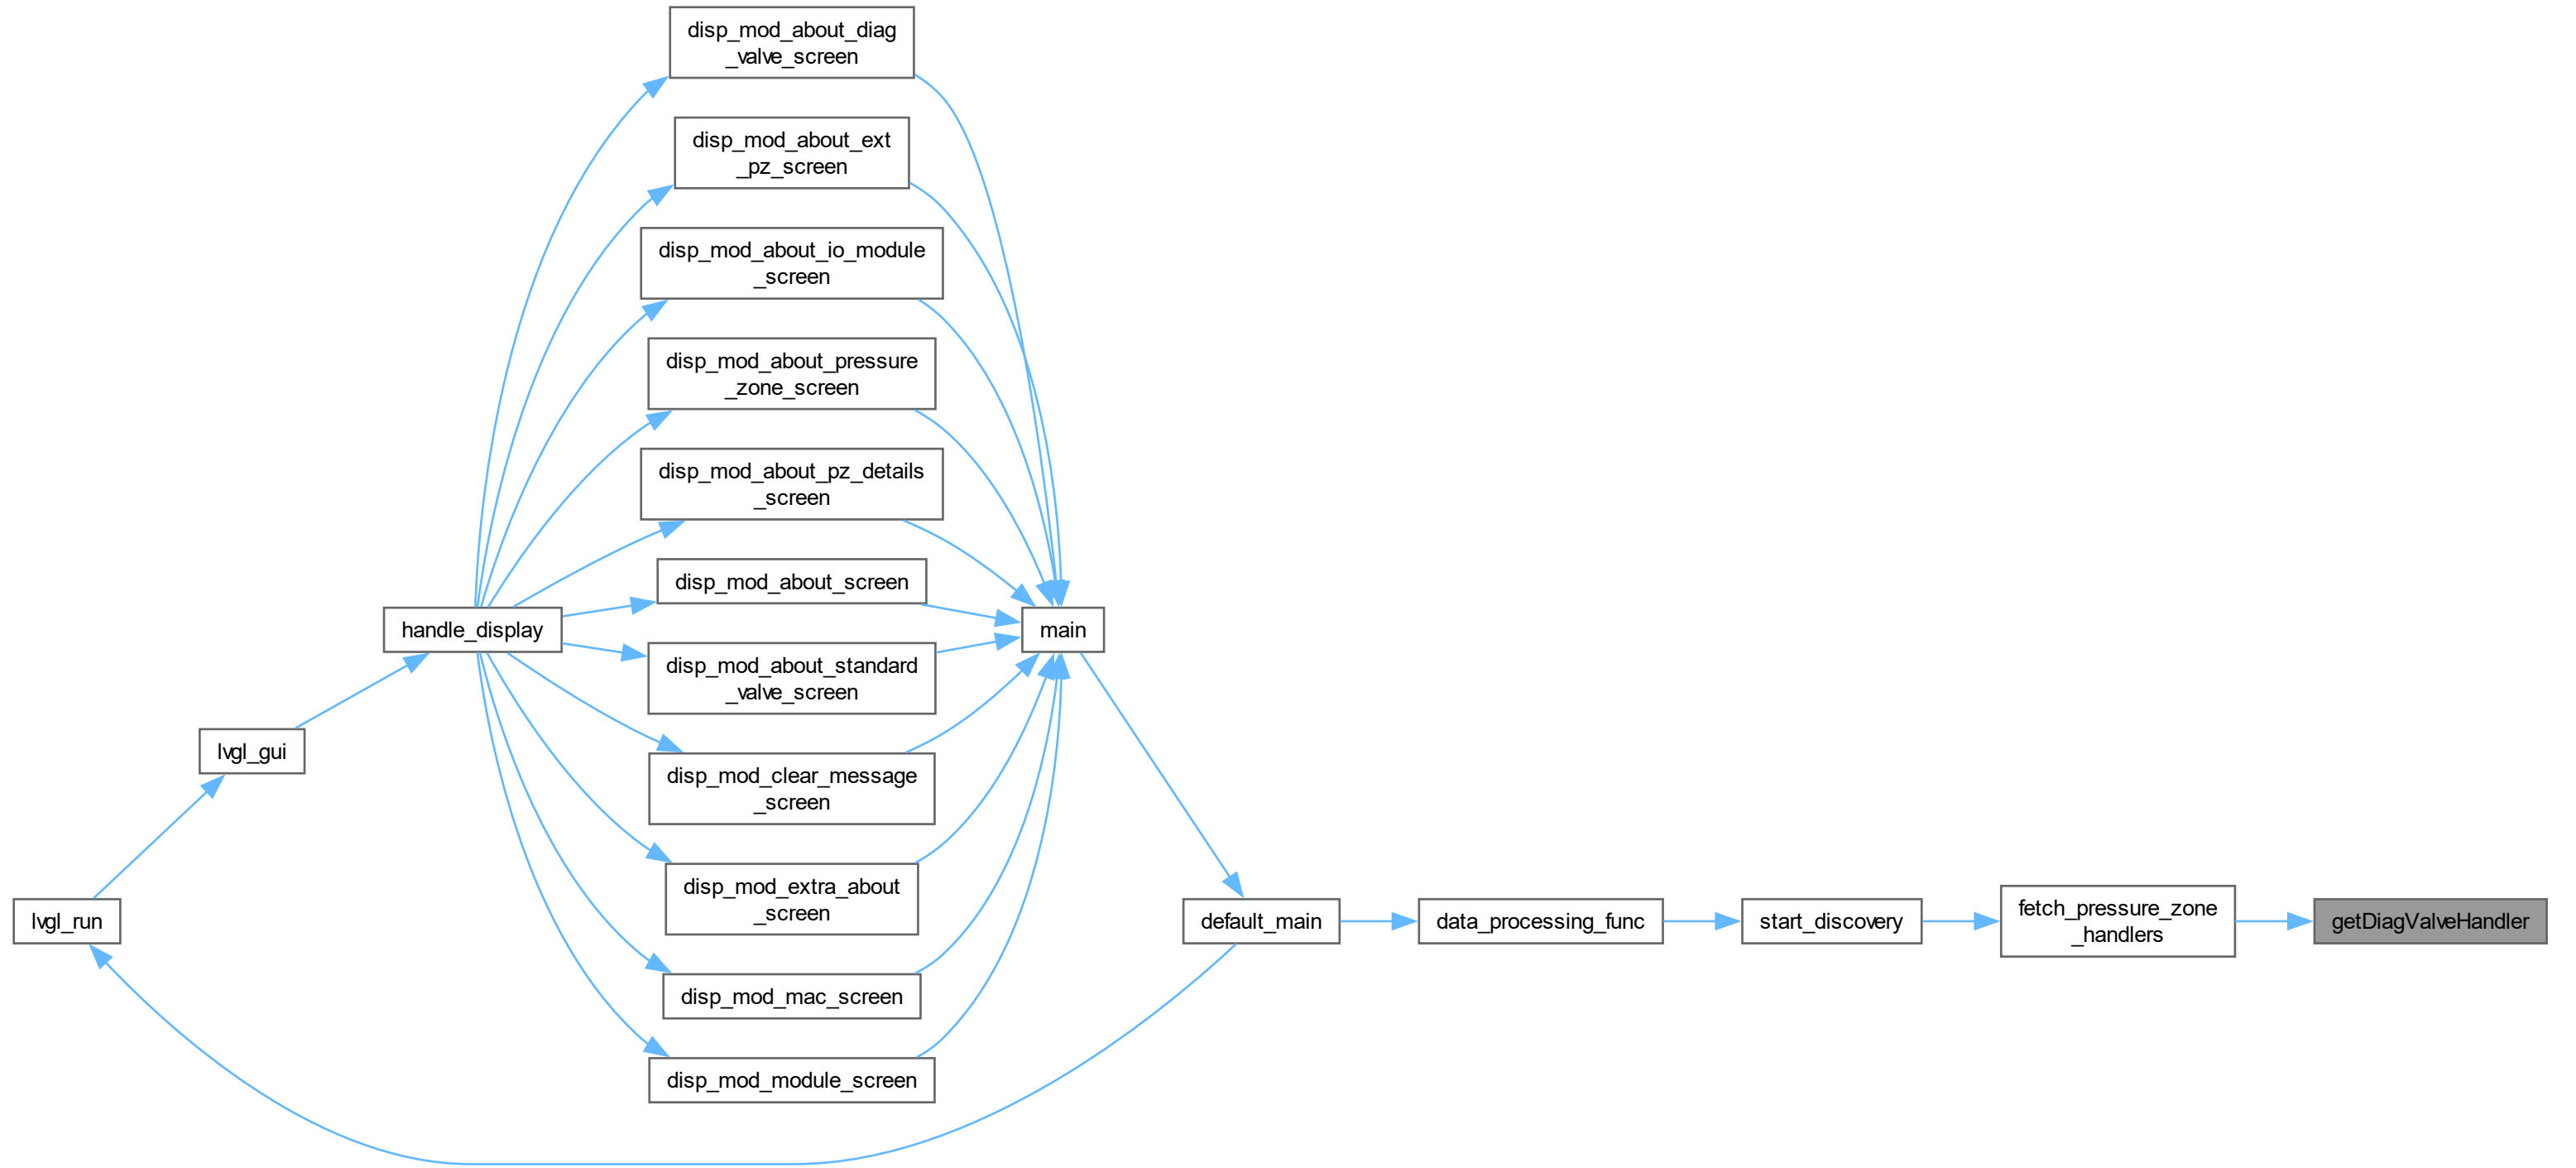 disp_mod_about_diag
_valve_screen
disp_mod_about_ext
_pz_screen
disp_mod_about_io_module
_screen
disp_mod_about_pressure
_zone_screen
disp_mod_about_pz_details
_screen
disp_mod_about_screen
handle_display
main
disp_mod_about_standard
_valve_screen
lvgl_gui
disp_mod_clear_message
_screen
disp_mod_extra_about
_screen
lvgl_run
default_main
data_processing_func
start_discovery
fetch_pressure_zone
_handlers
getDiagValveHandler
disp_mod_mac_screen
disp_mod_module_screen